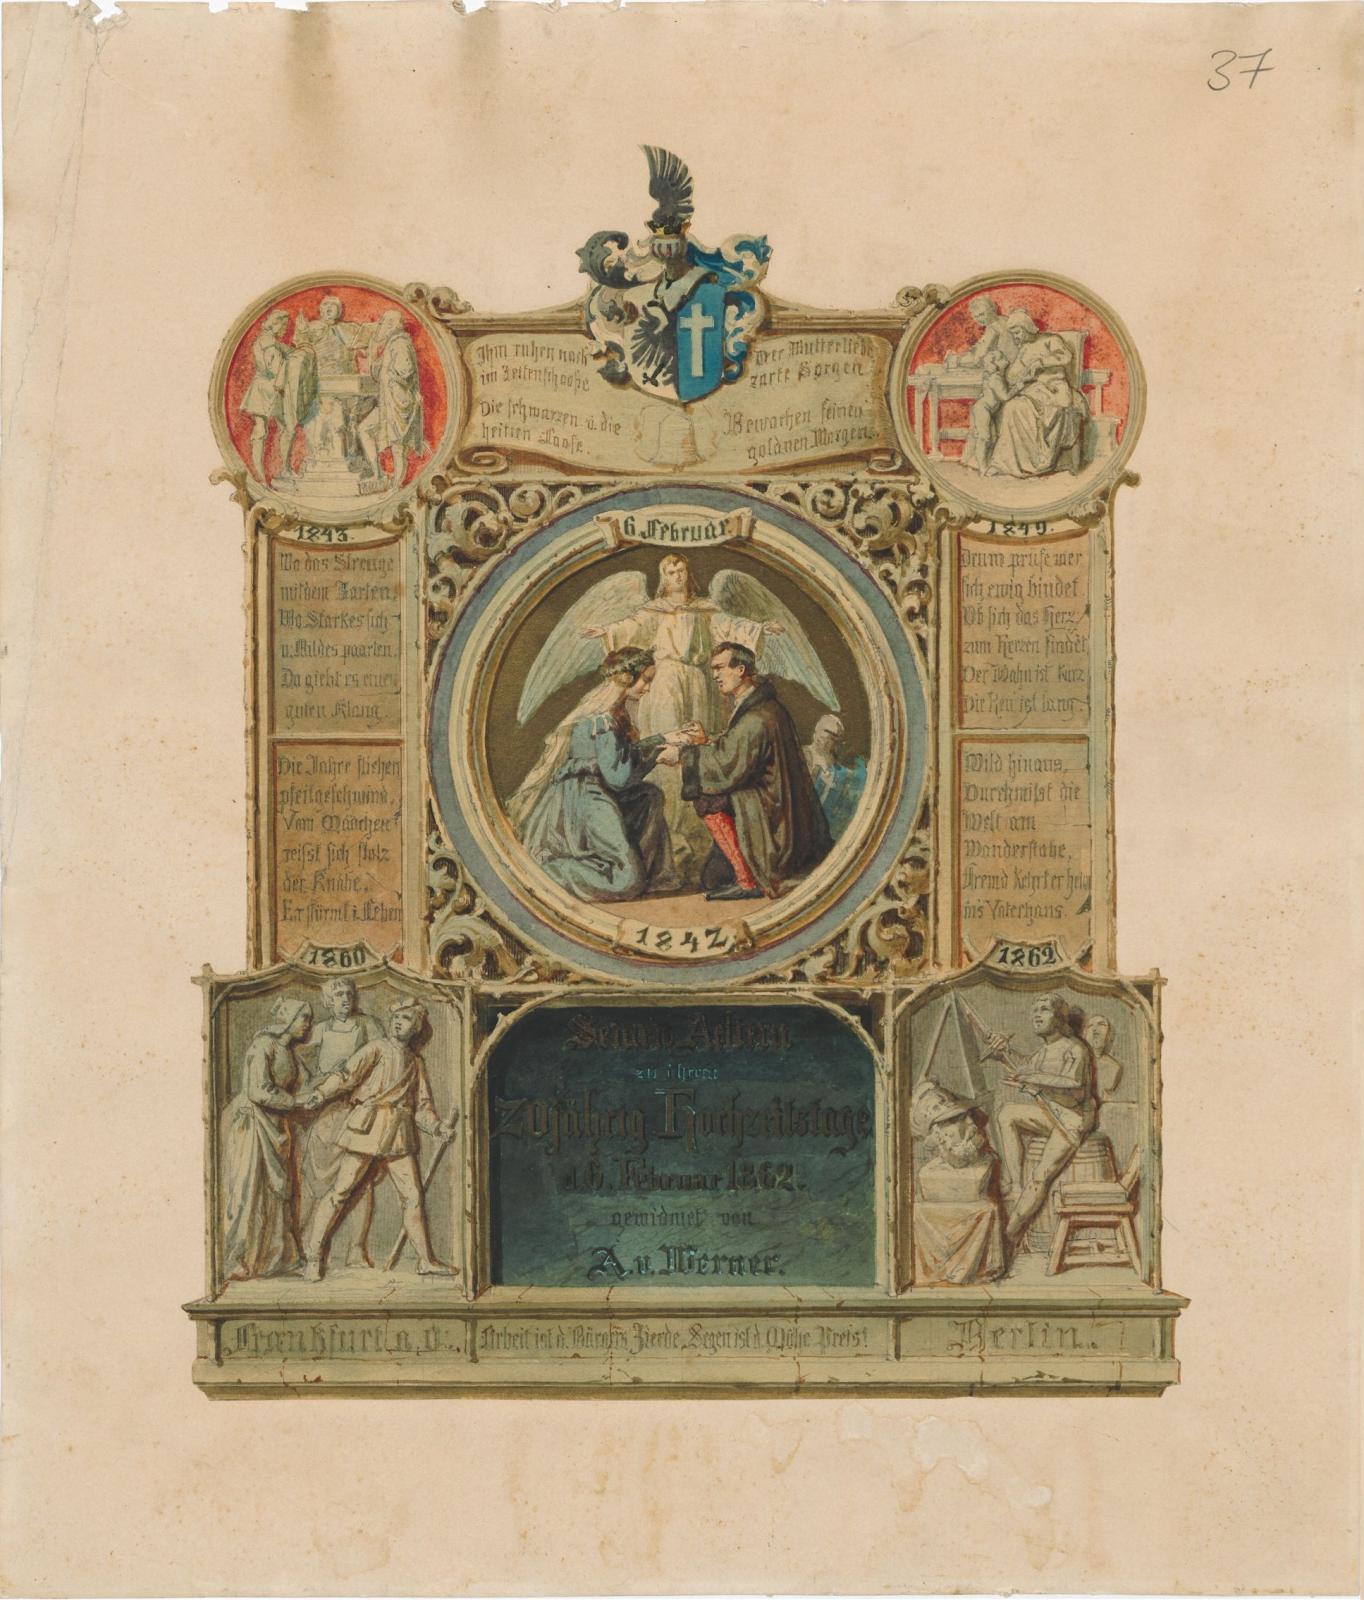 37
Ihm ruhen noch
im Zeitenschoosse
Die schwarzen u. die
heitren Loose.
Der Mutterliebe
zarte Sorgen
Bewachen seinen
goldnen Morgen.
6. Februar.
1843.
Wo das Strenge
mit dem Zarten,
Wo Starkes sich
u. Mildes paarten,
Da giebt es einen
guten Klang
Die Jahre fliehen
pfeilgeschwind,
Vom Mädchen
reisst sich stolz
der Knabe,
Er stürmt i. Leben
1849.
Drum prüfe wer
sich ewig bindet
Ob sich das Herz
zum Herzen findet,
Der Wahn ist kurz
Die Reu ist lang.
Wild hinaus,
Durchmisst die
Welt am
Wanderstabe,
Fremd kehrt er heim
ins Vaterhaus.
1842
1860
1862
Seinen Aeltern
zu ihrem
20jährig Hochzeitstage
d. 6. Februar 1862.
gewidmet von
A. v. Werner.
Frankfurt a. O.
Arbeit ist d. Bürgers Zierde, Segen ist d. Mühe Preis!
Berlin.